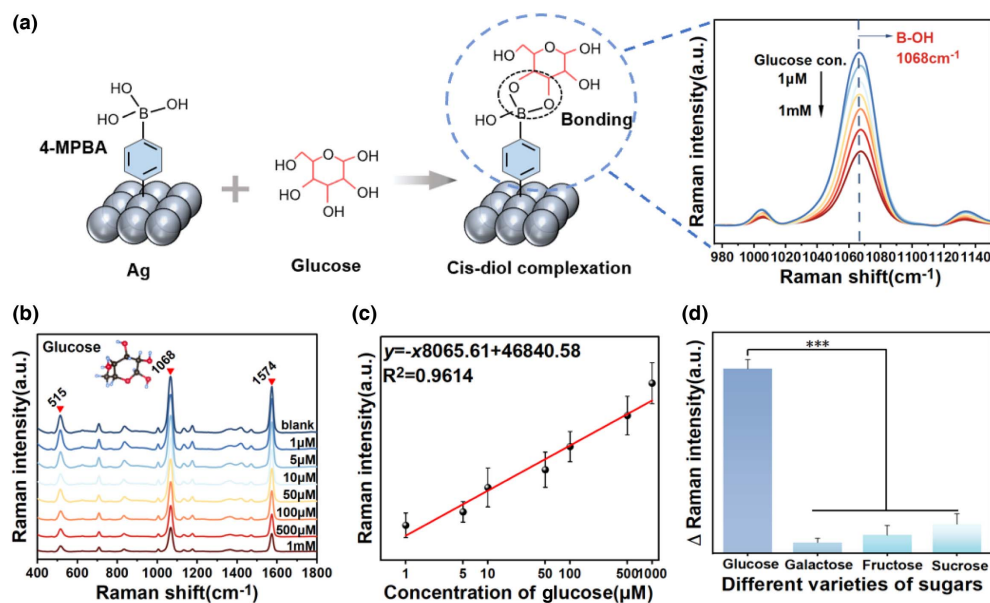 (a)
HO
OH
B
HO
4-MPBA
Ag
HO
O
OH
HO
OH
OH
Glucose
HO
O
OH
OH
O
O
HO
B
Bonding
Cis-diol complexation
Raman intensity(a.u.)
B-OH
1068cm⁻¹
Glucose con.
1μM
1mM
980 1000 1020 1040 1060 1080 1100 1120 1140
Raman shift(cm⁻¹)
(b)
Raman intensity(a.u.)
Glucose
515
1068
1574
blank
1μM
5μM
10μM
50μM
100μM
500μM
1mM
400 600 800 1000 1200 1400 1600 1800
Raman shift(cm⁻¹)
(c)
Raman intensity(a.u.)
y=-x8065.61+46840.58
R²=0.9614
1 5 10 50 100 500 1000
Concentration of glucose(μM)
(d)
Δ Raman intensity(a.u.)
***
Glucose Galactose Fructose Sucrose
Different varieties of sugars